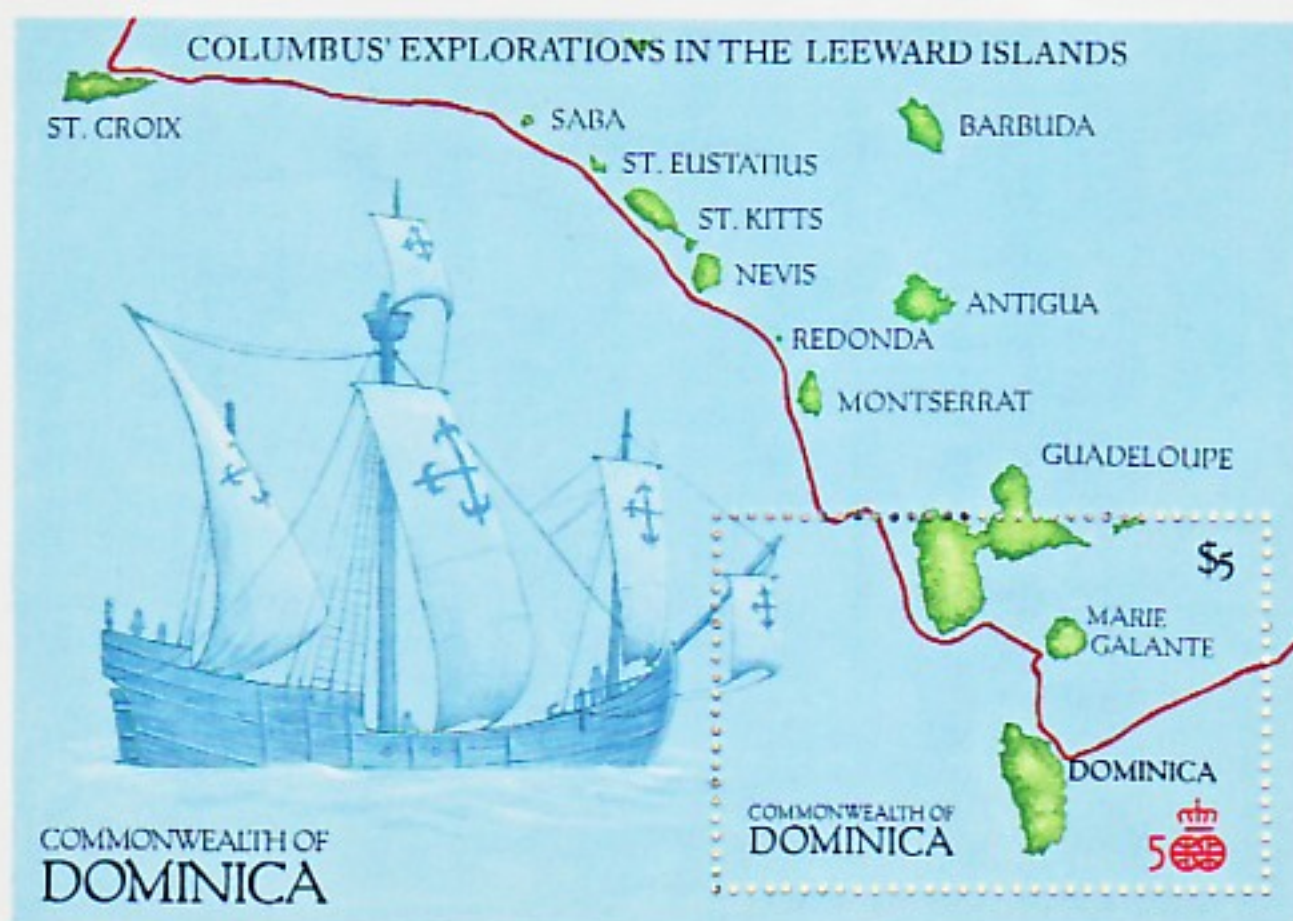 COLUMBUS' EXPLORATIONS IN THE LEEWARD ISLANDS
ST. CROIX
SABA
BARBUDA
ST. EUSTATIUS
ST. KITTS
NEVIS
ANTIGUA
REDONDA
MONTSERRAT
GUADELOUPE
$5
MARIE
GALANTE
DOMINICA
COMMONWEALTH OF
DOMINICA
500
COMMONWEALTH OF
DOMINICA